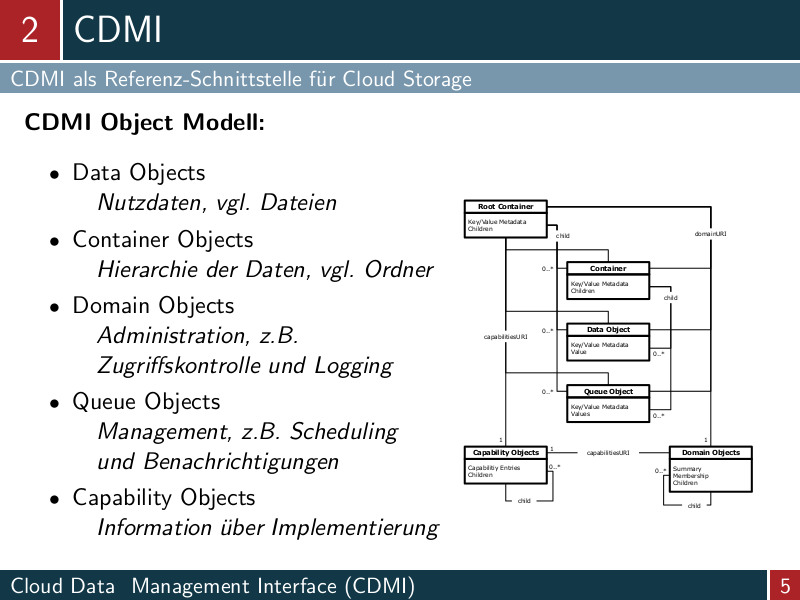 2
CDMI
CDMI als Referenz-Schnittstelle für Cloud Storage
CDMI Object Modell:
• Data Objects
Nutzdaten, vgl. Dateien
• Container Objects
Hierarchie der Daten, vgl. Ordner
• Domain Objects
Administration, z.B.
Zugriffskontrolle und Logging
• Queue Objects
Management, z.B. Scheduling
und Benachrichtigungen
• Capability Objects
Information über Implementierung
Root Container
Key/Value Metadata
Children
child
domainURI
0..*
Container
Key/Value Metadata
Children
child
capabilitiesURI
0..*
Data Object
Key/Value Metadata
Value
0..*
0..*
Queue Object
Key/Value Metadata
Values
0..*
1
1
Capability Objects
Capabilitiy Entries
Children
1
0..*
child
capabilitiesURI
Domain Objects
Summary
Membership
Children
0..*
child
Cloud Data Management Interface (CDMI)
5